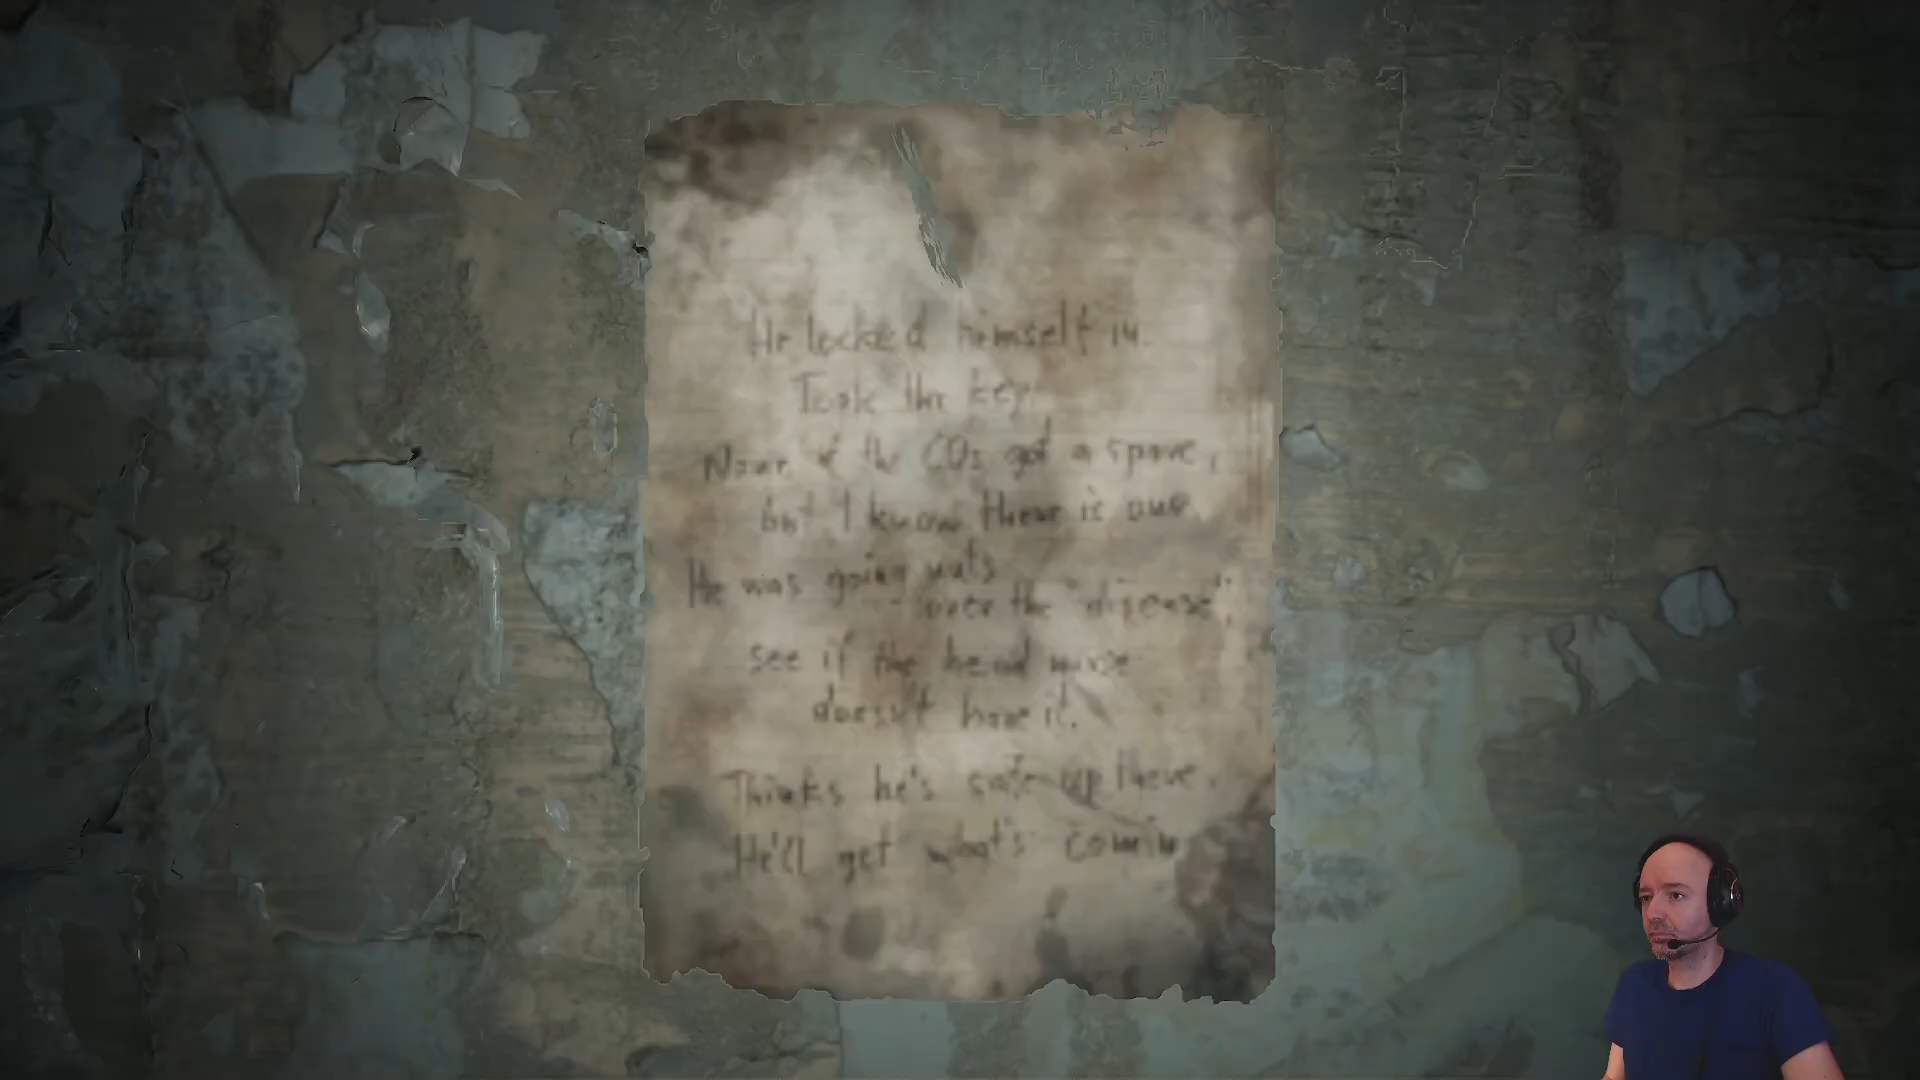 He locked himself in.
Took the key.
None of the COs got a spare,
but I know there is one.
He was going nuts
over the "disease",
see if the head nurse
doesn't have it.
Thinks he's safe up there.
He'll get what's comin